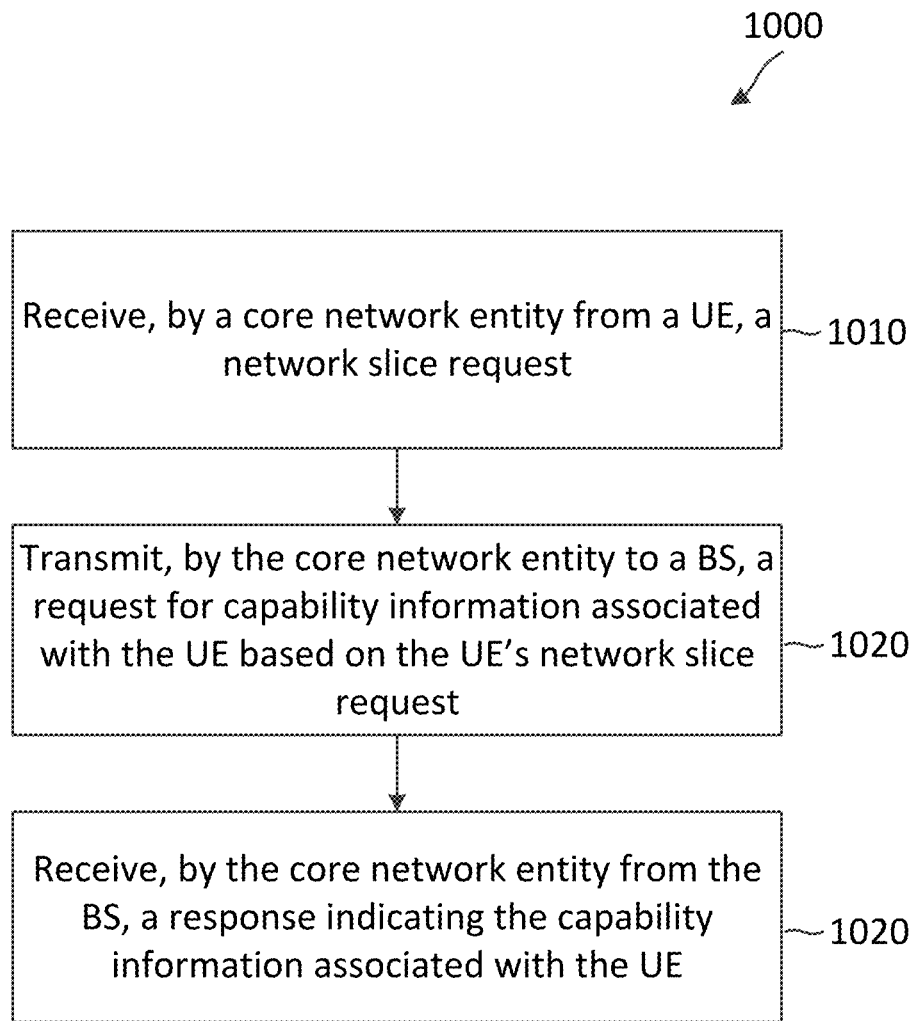 1000
Receive, by a core network entity from a UE, a
network slice request
1010
Transmit, by the core network entity to a BS, a
request for capability information associated
with the UE based on the UE’s network slice
request
1020
Receive, by the core network entity from the
BS, a response indicating the capability
information associated with the UE
1020